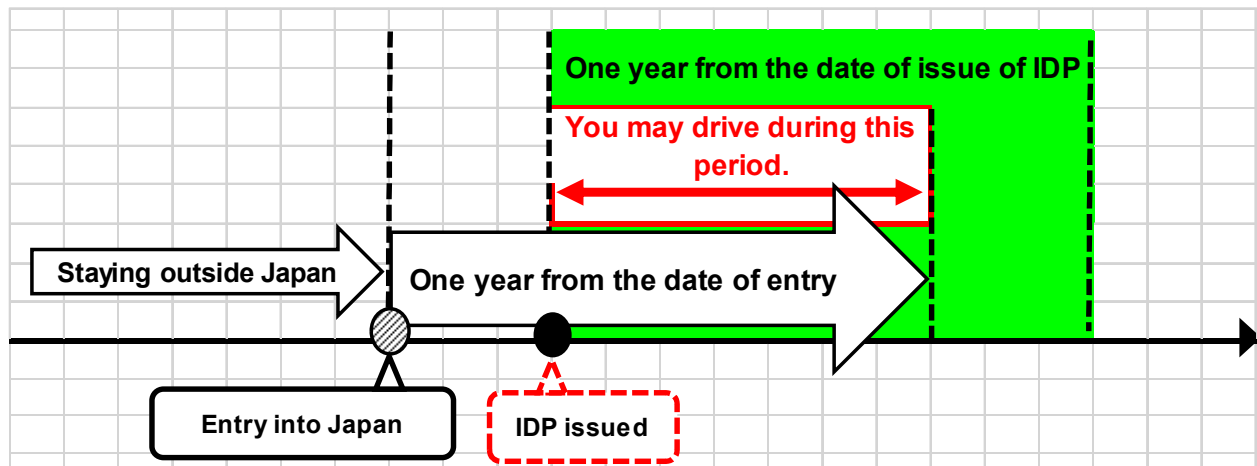 One year from the date of issue of IDP
You may drive during this
period.
Staying outside Japan
One year from the date of entry
Entry into Japan
IDP issued